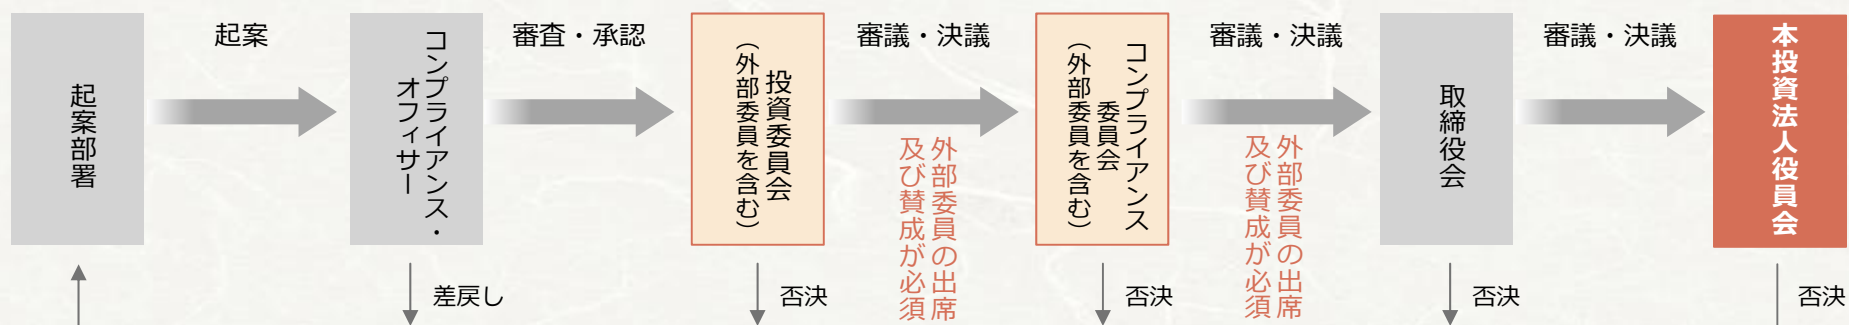 起案部署
起案
コンプライアンス・
オフィサー
差戻し
審査・承認
投資委員会
（外部委員を含む）
否決
審議・決議
外部委員の出席
及び賛成が必須
コンプライアンス
委員会
（外部委員を含む）
否決
審議・決議
外部委員の出席
及び賛成が必須
取締役会
否決
審議・決議
本投資法人役員会
否決